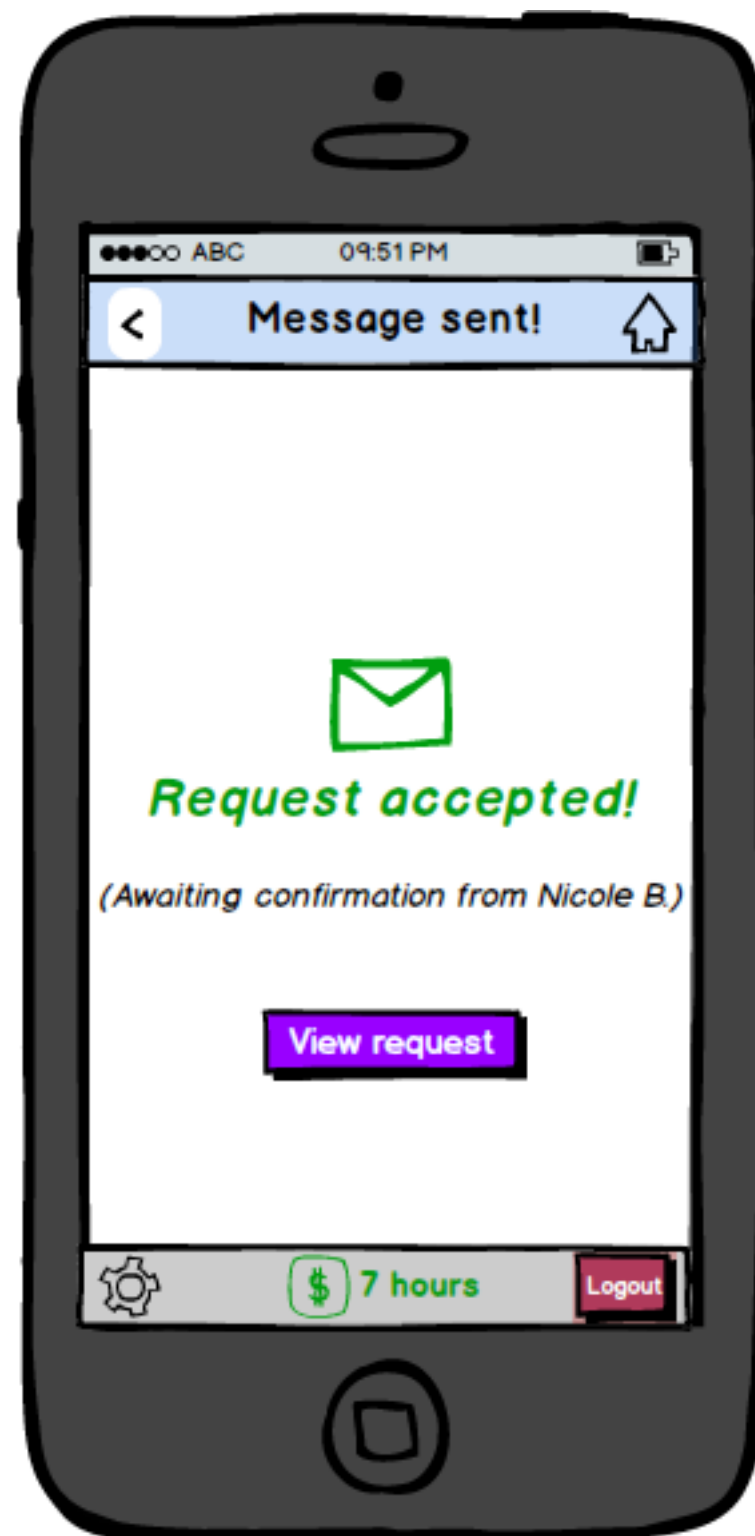 ABC 09:51 PM
< Message sent!
Request accepted!
(Awaiting confirmation from Nicole B.)
View request
$ 7 hours Logout